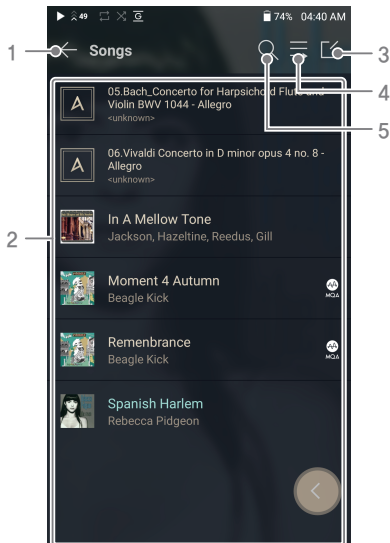 49 G 74% 04:40 AM
1 Songs 3
4
5
05.Bach_Concerto for Harpsichord Flute and
Violin BWV 1044 - Allegro
<unknown>
06.Vivaldi Concerto in D minor opus 4 no. 8 -
Allegro
<unknown>
In A Mellow Tone
Jackson, Hazeltine, Reedus, Gill
2
Moment 4 Autumn
Beagle Kick
MQA
Remenbrance
Beagle Kick
MQA
Spanish Harlem
Rebecca Pidgeon